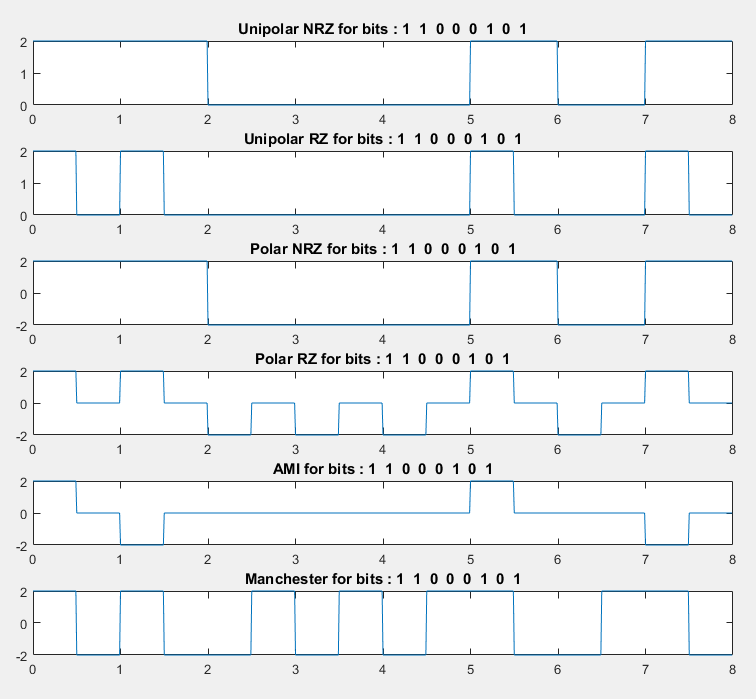 Unipolar NRZ for bits : 1 1 0 0 0 1 0 1
2
1
0
0 1 2 3 4 5 6 7 8
Unipolar RZ for bits : 1 1 0 0 0 1 0 1
2
1
0
0 1 2 3 4 5 6 7 8
Polar NRZ for bits : 1 1 0 0 0 1 0 1
2
0
-2
0 1 2 3 4 5 6 7 8
Polar RZ for bits : 1 1 0 0 0 1 0 1
2
0
-2
0 1 2 3 4 5 6 7 8
AMI for bits : 1 1 0 0 0 1 0 1
2
0
-2
0 1 2 3 4 5 6 7 8
Manchester for bits : 1 1 0 0 0 1 0 1
2
0
-2
0 1 2 3 4 5 6 7 8